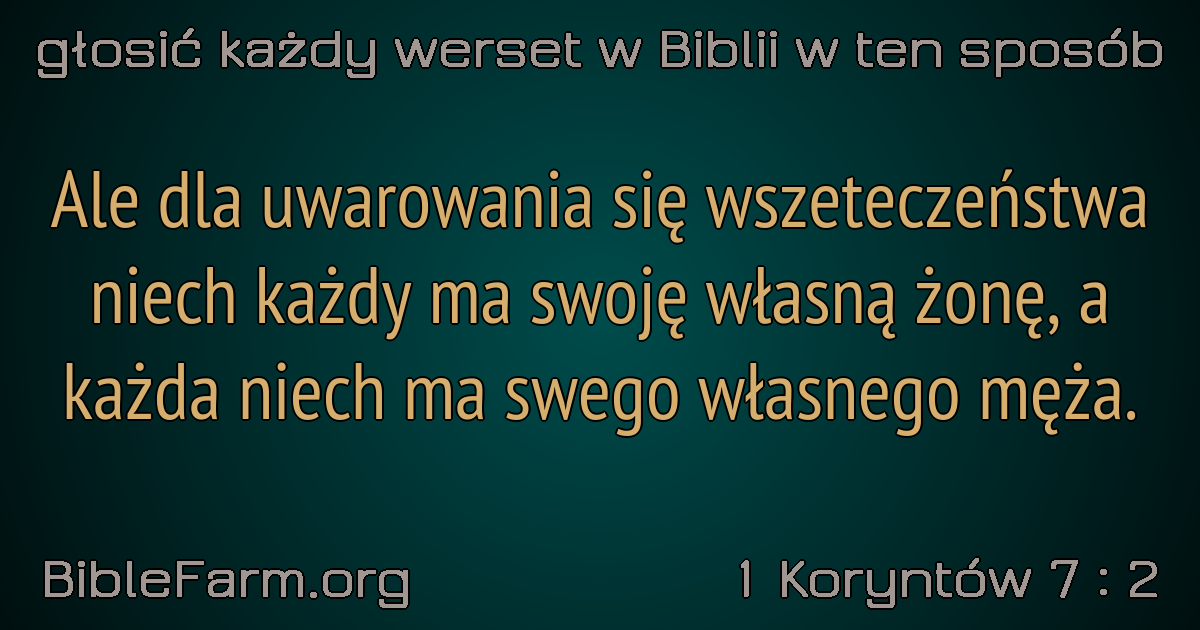 głosić każdy werset w Biblii w ten sposób
Ale dla uwarowania się wszeteczeństwa
niech każdy ma swoję własną żonę, a
każda niech ma swego własnego męża.
BibleFarm.org
1 Koryntów 7 : 2